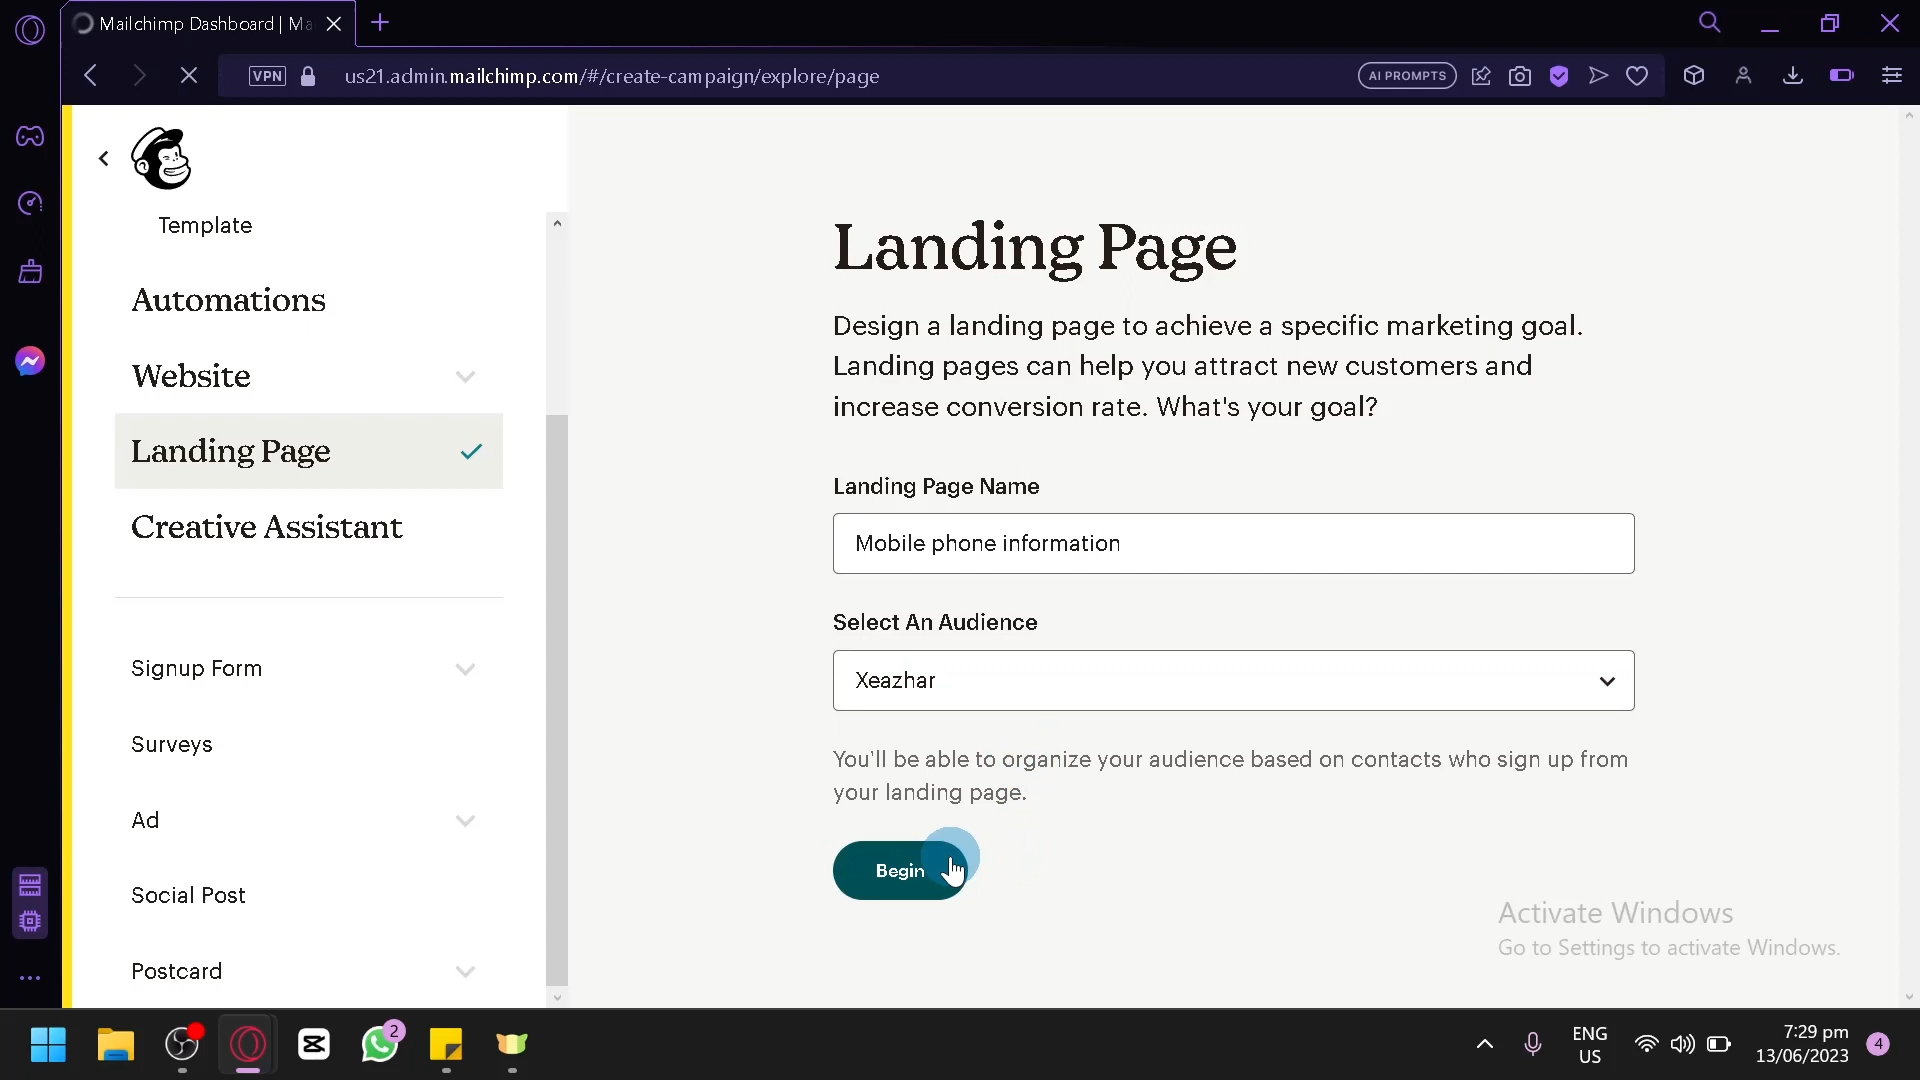 Mailchimp Dashboard | Ma
VPN
us21.admin.mailchimp.com/#/create-campaign/explore/page
AI PROMPTS
Template
Automations
Website
Landing Page
Creative Assistant
Signup Form
Surveys
Ad
Social Post
Postcard
Landing Page
Design a landing page to achieve a specific marketing goal.
Landing pages can help you attract new customers and
increase conversion rate. What's your goal?
Landing Page Name
Mobile phone information
Select An Audience
Xeazhar
You'll be able to organize your audience based on contacts who sign up from
your landing page.
Begin
Activate Windows
Go to Settings to activate Windows.
2
ENG
US
7:29 pm
13/06/2023
4